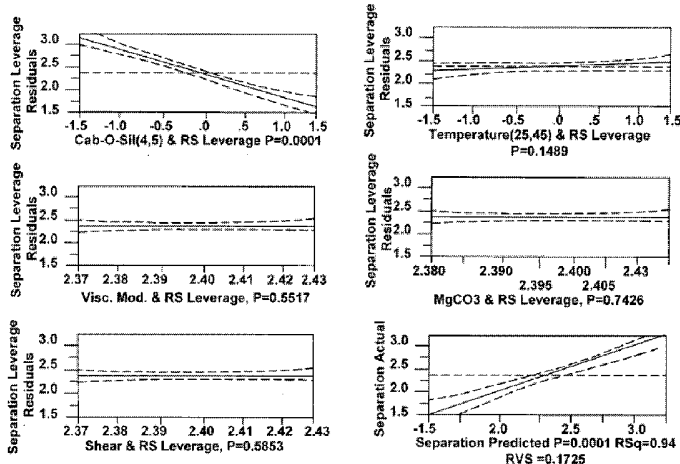 Separation Leverage
Residuals
3.0
2.5
2.0
1.5
-1.5 -1.0 -0.5 .0 0.5 1.0 1.5
Cab-O-Sil(4,5) & RS Leverage P=0.0001
Separation Leverage
Residuals
3.0
2.5
2.0
1.5
-1.5 -1.0 -0.5 .0 0.5 1.0 1.5
Temperature(25,45) & RS Leverage
P=0.1489
Separation Leverage
Residuals
3.0
2.5
2.0
1.5
2.37 2.38 2.39 2.40 2.41 2.42 2.43
Visc. Mod. & RS Leverage, P=0.5517
Separation Leverage
Residuals
3.0
2.5
2.0
1.5
2.380 2.390 2.400 2.43
2.395 2.405
MgCO3 & RS Leverage, P=0.7426
Separation Leverage
Residuals
3.0
2.5
2.0
1.5
2.37 2.38 2.39 2.40 2.41 2.42 2.43
Shear & RS Leverage, P=0.5853
Separation Actual
3.0
2.5
2.0
1.5
-1.5 2.0 2.5 3.0
Separation Predicted P=0.0001 RSq=0.94
RVS =0.1725